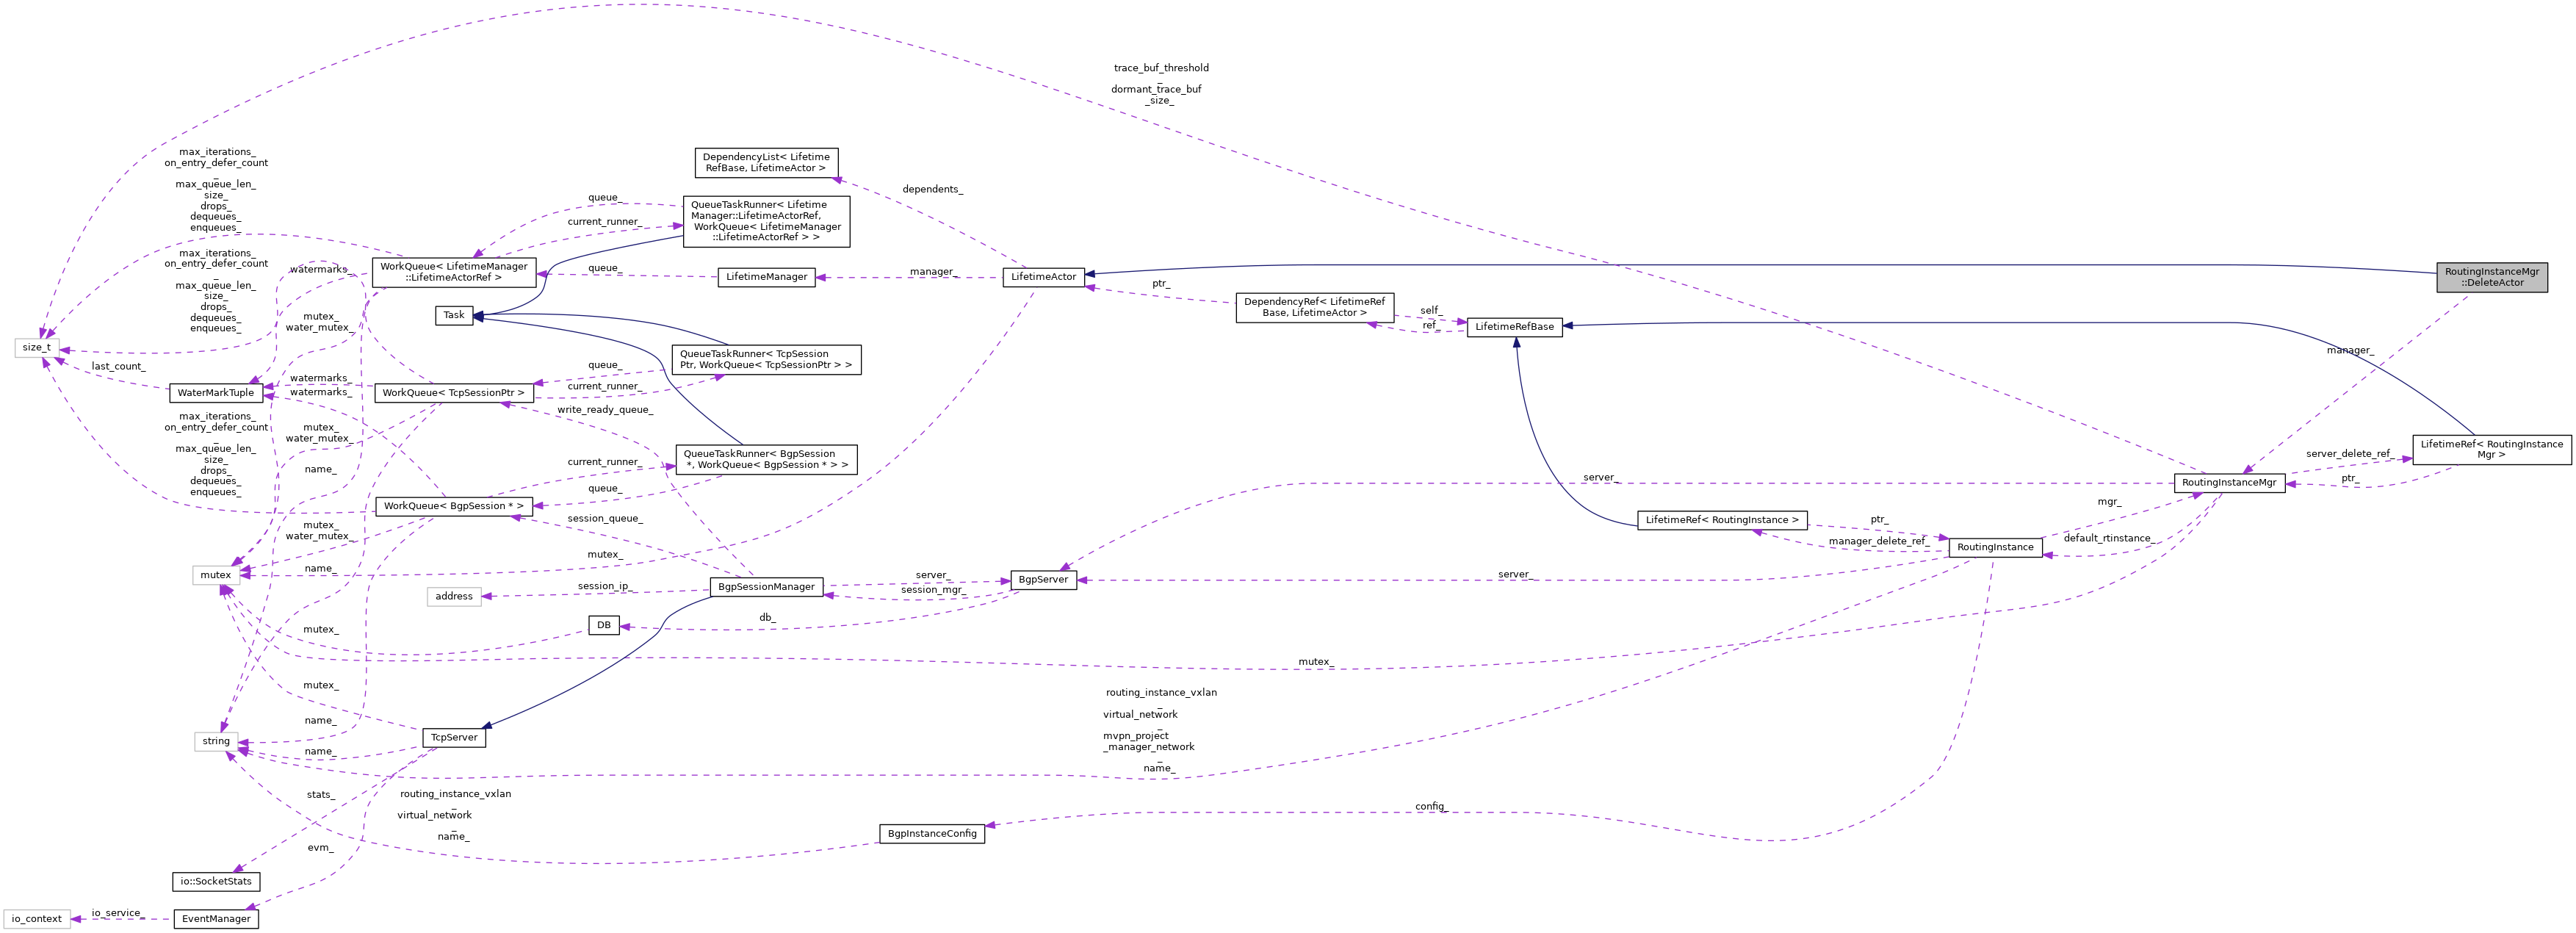 trace_buf_threshold
_
dormant_trace_buf
_size_
max_iterations_
on_entry_defer_count
_
max_queue_len_
size_
drops_
dequeues_
enqueues_
DependencyList< Lifetime
RefBase, LifetimeActor >
dependents_
queue_
current_runner_
QueueTaskRunner< Lifetime
Manager::LifetimeActorRef,
WorkQueue< LifetimeManager
::LifetimeActorRef > >
max_iterations_
on_entry_defer_count
_
max_queue_len_
size_
drops_
dequeues_
enqueues_
watermarks_
WorkQueue< LifetimeManager
::LifetimeActorRef >
queue_
LifetimeManager
manager_
LifetimeActor
RoutingInstanceMgr
::DeleteActor
ptr_
DependencyRef< LifetimeRef
Base, LifetimeActor >
self_
ref_
LifetimeRefBase
Task
mutex_
water_mutex_
size_t
last_count_
QueueTaskRunner< TcpSession
Ptr, WorkQueue< TcpSessionPtr > >
queue_
current_runner_
manager_
WaterMarkTuple
watermarks_
watermarks_
WorkQueue< TcpSessionPtr >
write_ready_queue_
max_iterations_
on_entry_defer_count
_
max_queue_len_
size_
drops_
dequeues_
enqueues_
mutex_
water_mutex_
name_
QueueTaskRunner< BgpSession
*, WorkQueue< BgpSession * > >
current_runner_
queue_
LifetimeRef< RoutingInstance
Mgr >
server_delete_ref_
ptr_
RoutingInstanceMgr
server_
WorkQueue< BgpSession * >
session_queue_
mgr_
LifetimeRef< RoutingInstance >
ptr_
manager_delete_ref_
default_rtinstance_
RoutingInstance
mutex_
water_mutex_
mutex_
name_
mutex
address
session_ip_
BgpSessionManager
server_
session_mgr_
BgpServer
server_
DB
db_
mutex_
mutex_
mutex_
name_
routing_instance_vxlan
_
virtual_network
_
mvpn_project
_manager_network
_
name_
string
name_
TcpServer
stats_
routing_instance_vxlan
_
virtual_network
_
name_
config_
BgpInstanceConfig
evm_
io::SocketStats
io_context
io_service_
EventManager